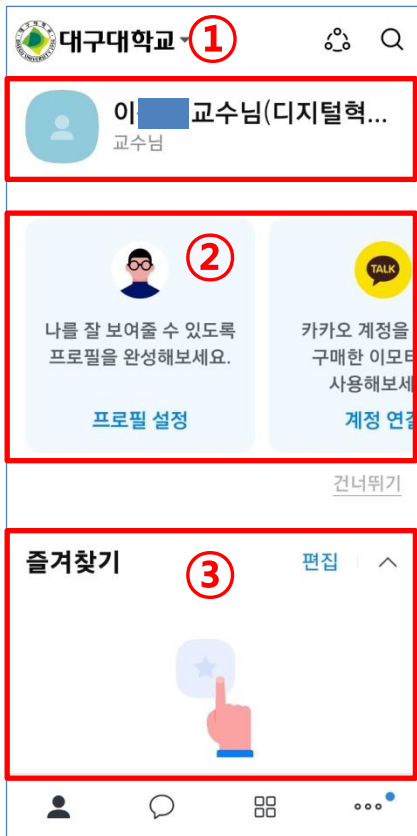 대구대학교
①
이 교수님(디지털혁...
교수님
②
나를 잘 보여줄 수 있도록
프로필을 완성해보세요.
프로필 설정
TALK
카카오 계정을
구매한 이모
사용해보세
계정 연결
건너뛰기
즐겨찾기
편집
③